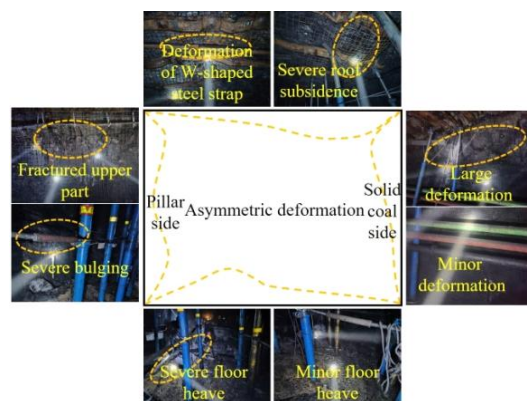 Deformation
of W-shaped
steel strap
Severe roof
subsidence
Fractured upper
part
Severe bulging
Pillar
side
Asymmetric deformation
Solid
coal
side
Large
deformation
Minor
deformation
Severe floor
heave
Minor floor
heave